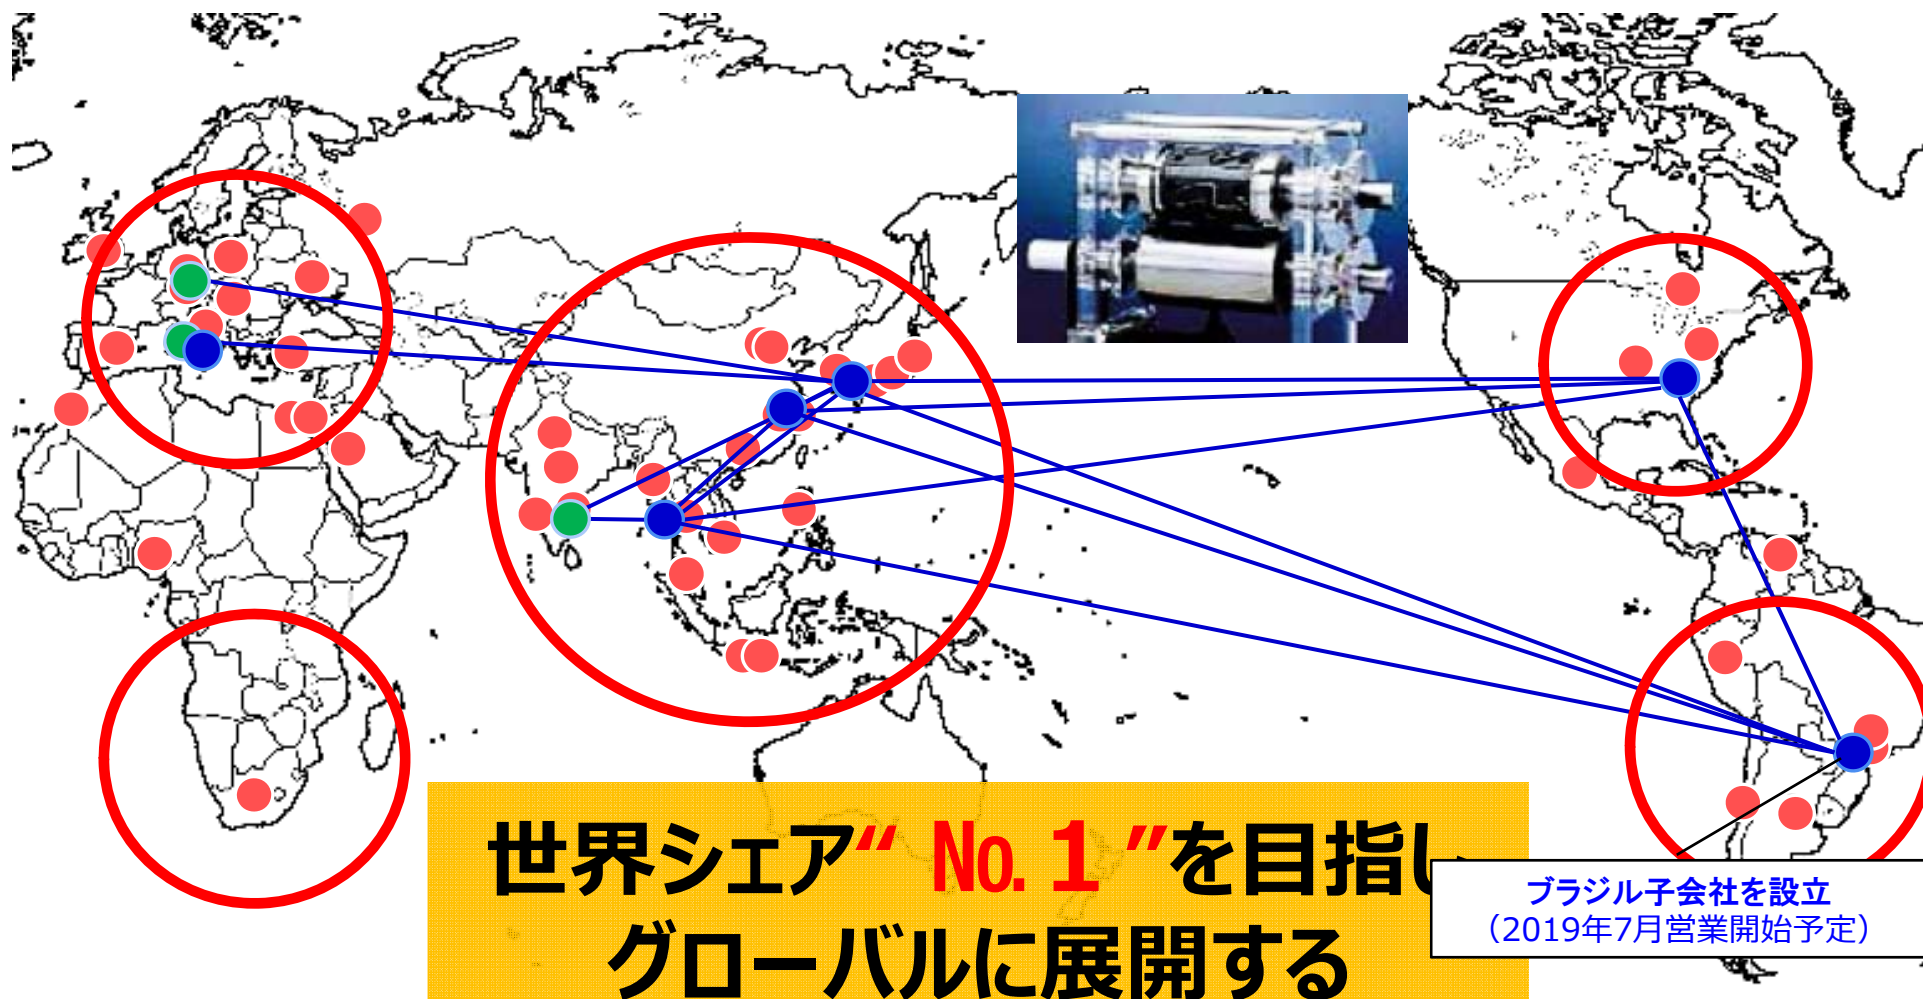 世界シェア“ №１ ”を目指し
グローバルに展開する
ブラジル子会社を設立
（2019年7月営業開始予定）